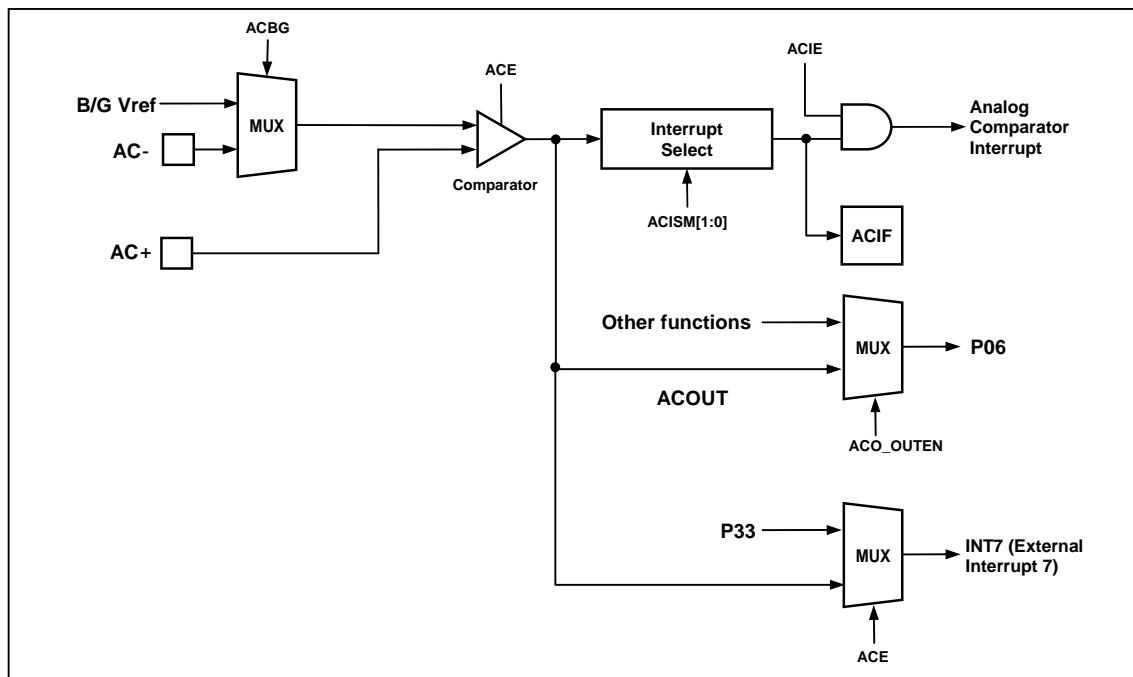 ACBG
ACE
ACIE
B/G Vref
MUX
AC-
Comparator
Interrupt
Select
Analog
Comparator
Interrupt
ACISM[1:0]
ACIF
AC+
Other functions
MUX
P06
ACOUT
ACO_OUTEN
P33
MUX
INT7 (External
Interrupt 7)
ACE